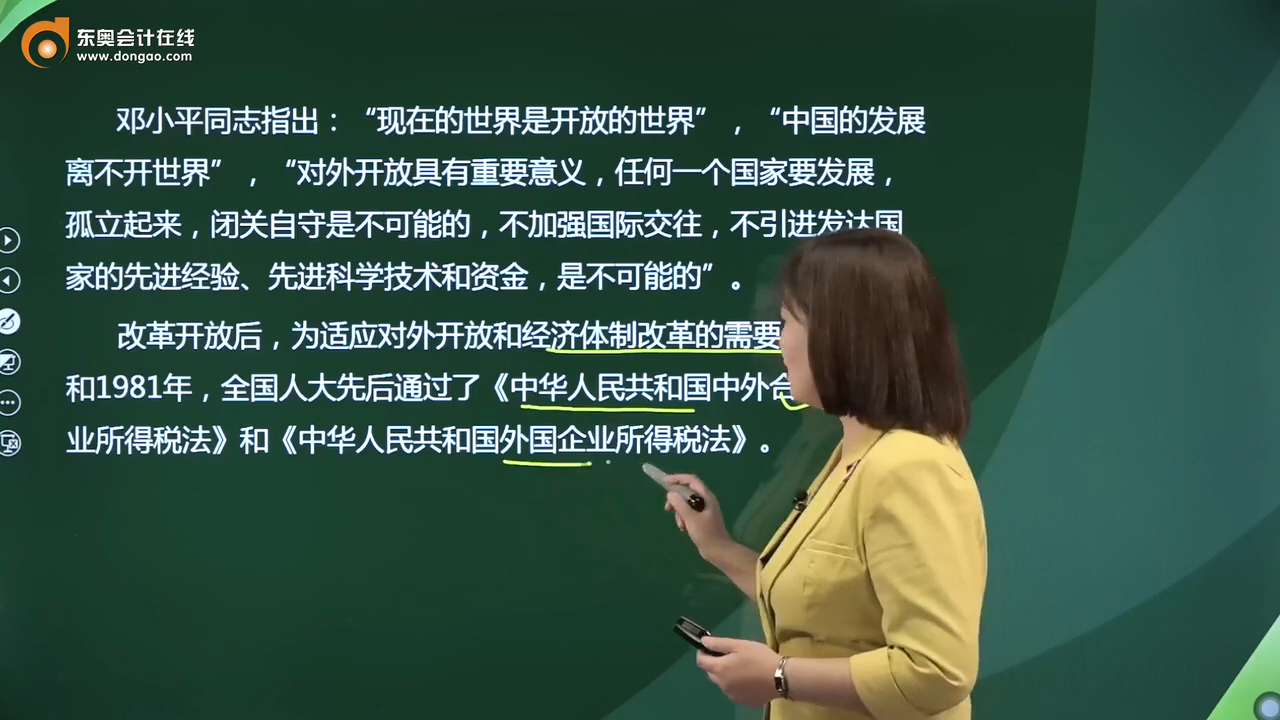 东奥会计在线
www.dongao.com
邓小平同志指出：“现在的世界是开放的世界”，“中国的发展
离不开世界”，“对外开放具有重要意义，任何一个国家要发展，
孤立起来，闭关自守是不可能的，不加强国际交往，不引进发达国
家的先进经验、先进科学技术和资金，是不可能的”。
改革开放后，为适应对外开放和经济体制改革的需要
和1981年，全国人大先后通过了《中华人民共和国中外合
业所得税法》和《中华人民共和国外国企业所得税法》。